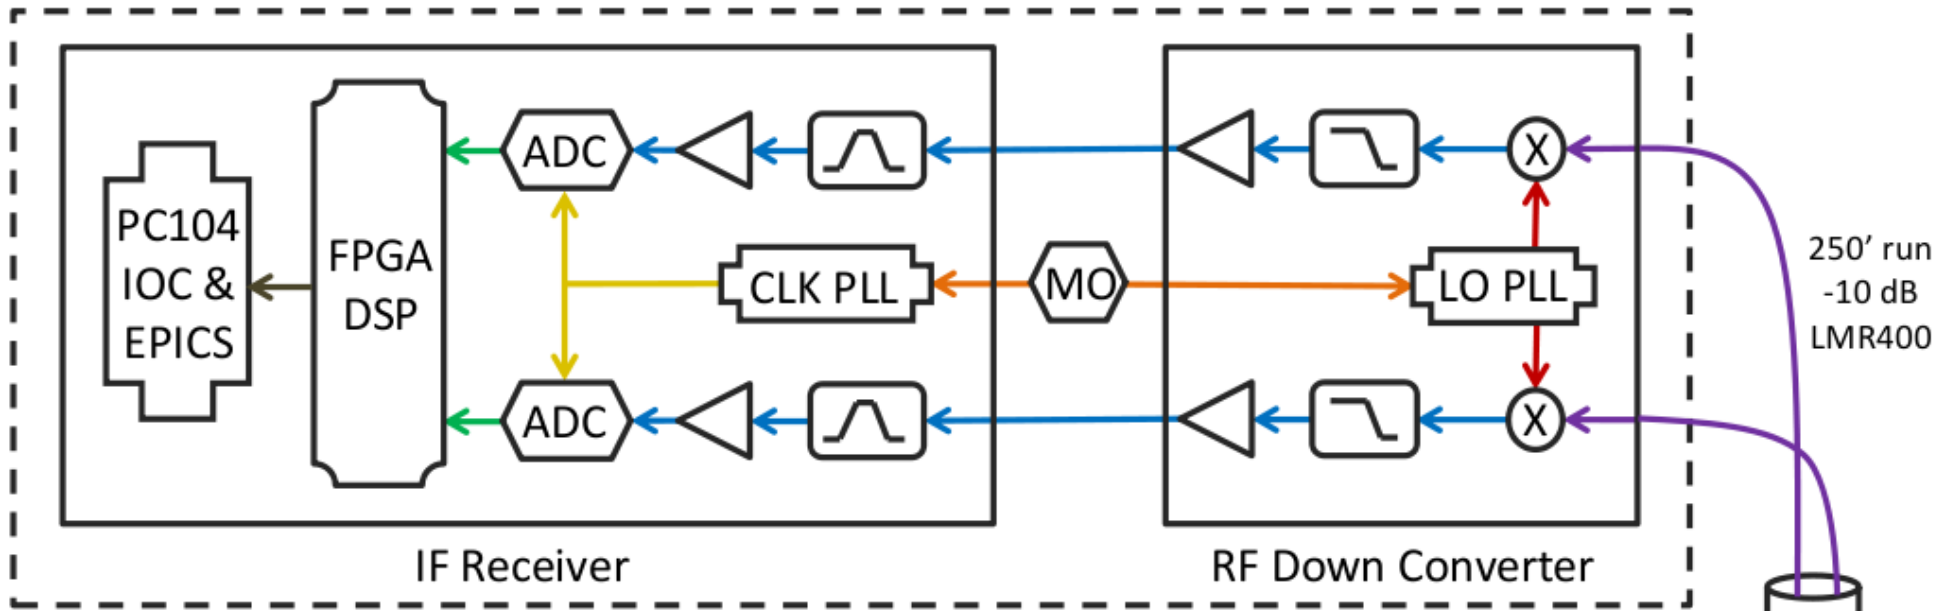 ADC
X
PC104
IOC &
EPICS
FPGA
DSP
CLK PLL
MO
LO PLL
250’ run
-10 dB
LMR400
ADC
X
IF Receiver
RF Down Converter